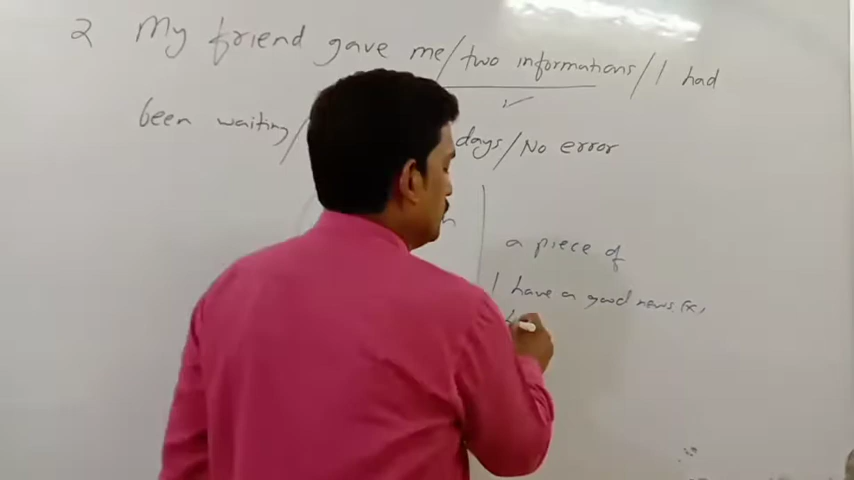 2 My friend gave me/two informations/I had
been waiting/ days/No error
a piece of
I have a good news (x)